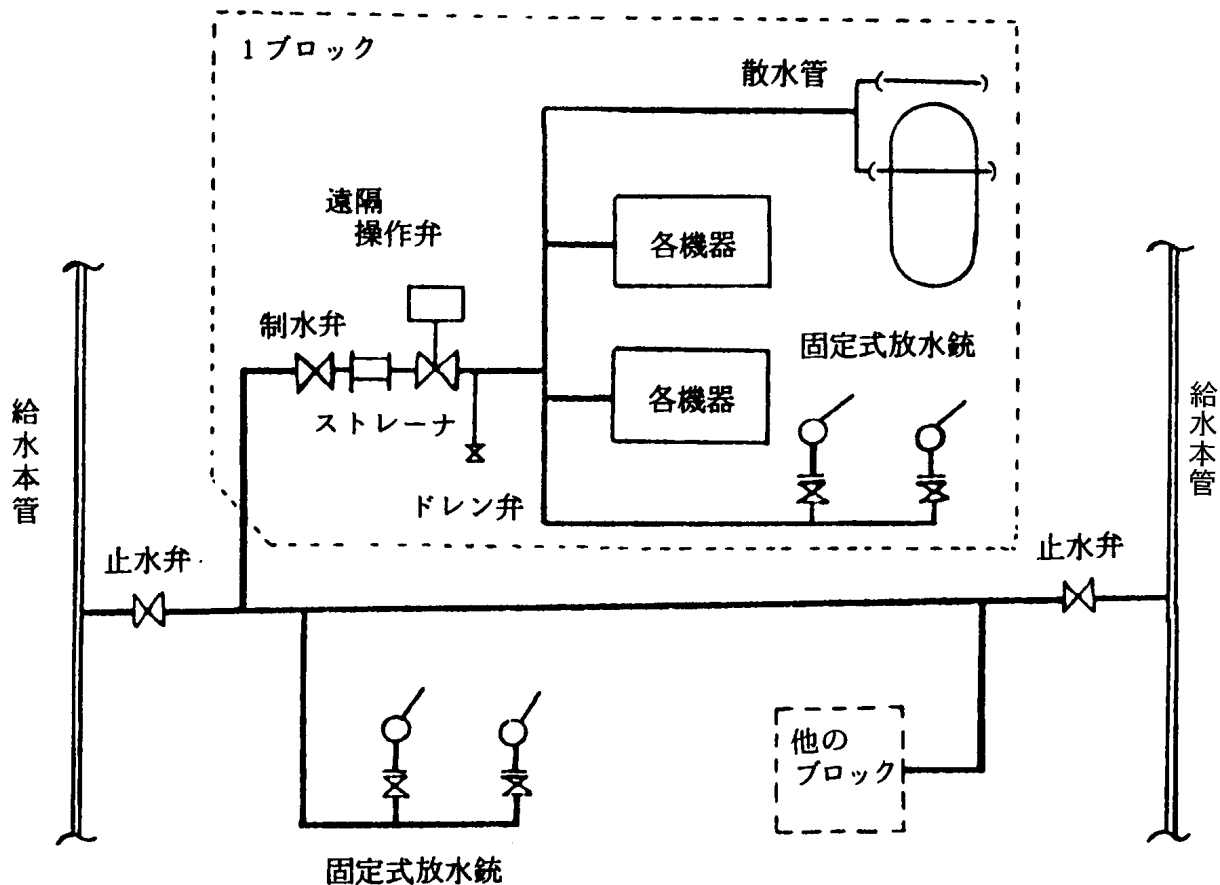 1ブロック
散水管
遠隔
操作弁
各機器
制水弁
固定式放水銃
ストレーナ
各機器
給水本管
給水本管
ドレン弁
止水弁
止水弁
他の
ブロック
固定式放水銃